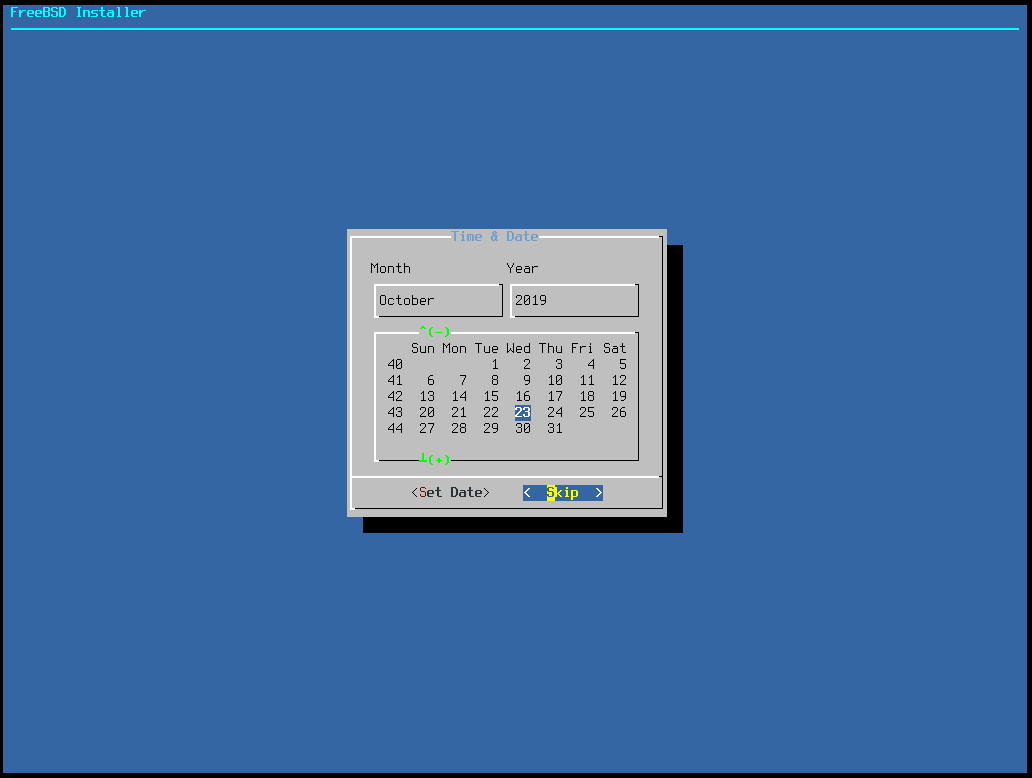 FreeBSD Installer
Time & Date
Month Year
October 2019
^(-)
Sun Mon Tue Wed Thu Fri Sat
40 1 2 3 4 5
41 6 7 8 9 10 11 12
42 13 14 15 16 17 18 19
43 20 21 22 23 24 25 26
44 27 28 29 30 31
┴(+)
<Set Date> < Skip >